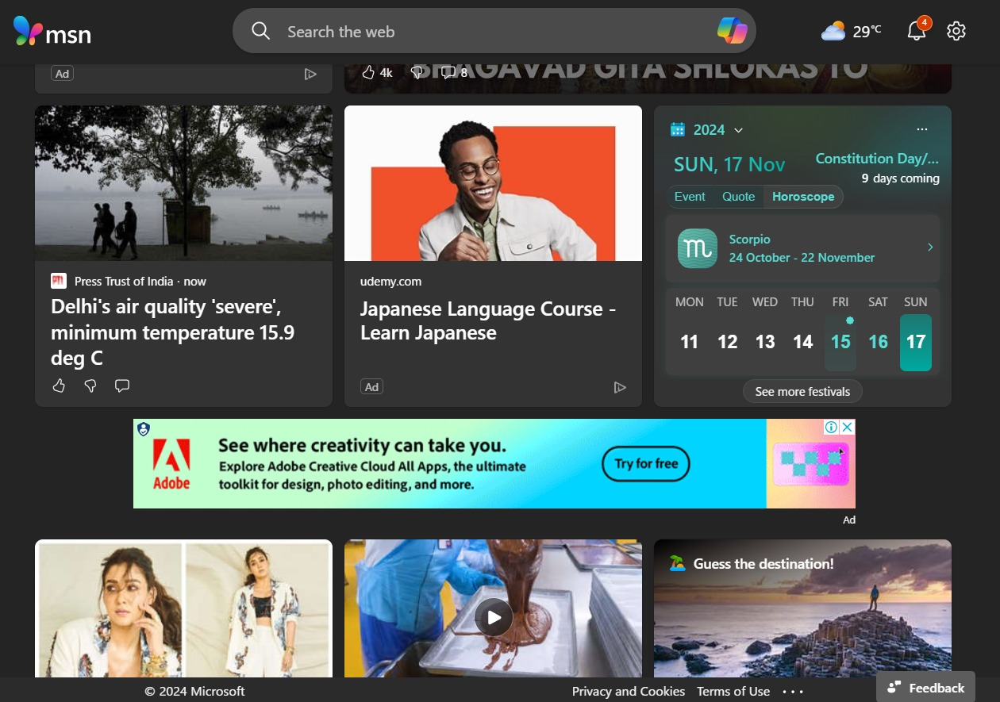 msn
Search the web
29°C
4
Ad
4k
8
BHAGAVAD GITA SHLOKAS TO
Press Trust of India · now
Delhi's air quality 'severe',
minimum temperature 15.9
deg C
udemy.com
Japanese Language Course -
Learn Japanese
Ad
2024
SUN, 17 Nov
Constitution Day/...
9 days coming
Event Quote Horoscope
Scorpio
24 October - 22 November
MON TUE WED THU FRI SAT SUN
11 12 13 14 15 16 17
See more festivals
Adobe
See where creativity can take you.
Explore Adobe Creative Cloud All Apps, the ultimate
toolkit for design, photo editing, and more.
Try for free
Ad
Guess the destination!
© 2024 Microsoft
Privacy and Cookies Terms of Use
Feedback